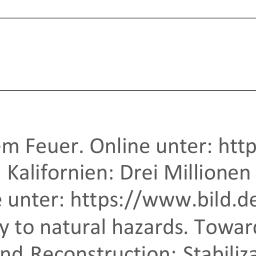 em Feuer. Online unter: http
Kalifornien: Drei Millionen
e unter: https://www.bild.de
y to natural hazards. Toward
nd Reconstruction: Stabiliza